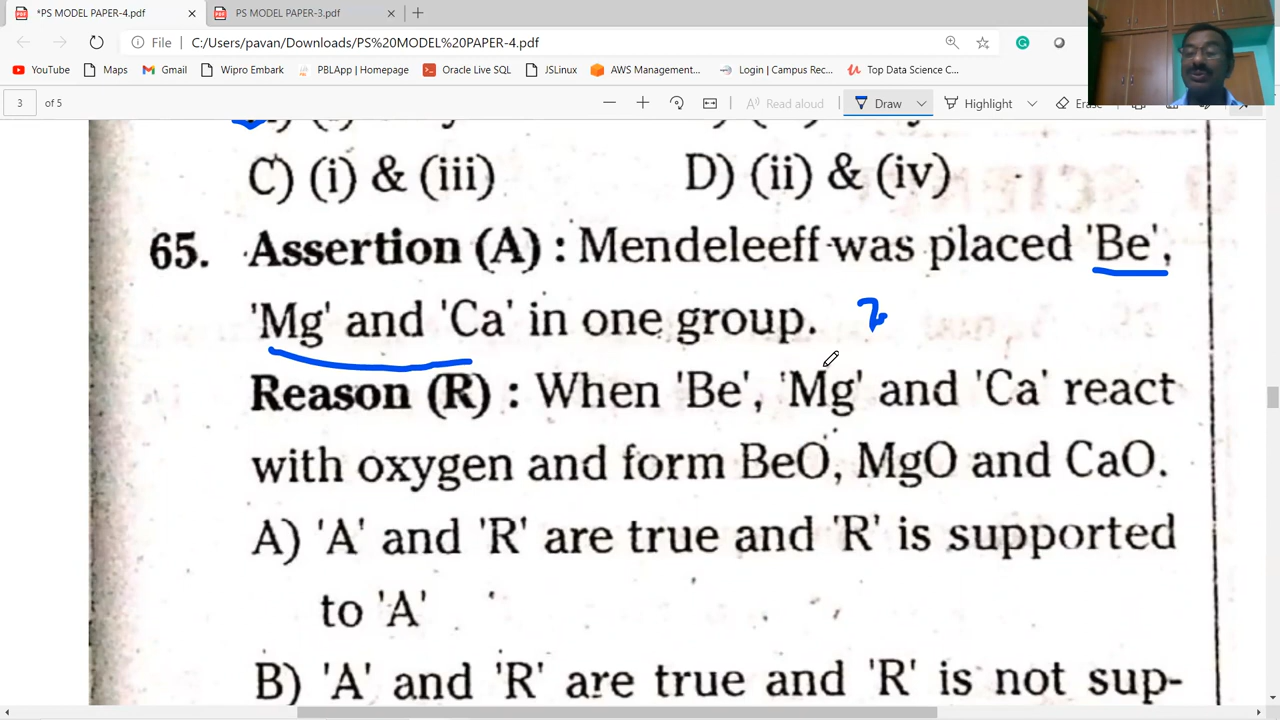 *PS MODEL PAPER-4.pdf
PS MODEL PAPER-3.pdf
File C:/Users/pavan/Downloads/PS%20MODEL%20PAPER-4.pdf
YouTube Maps Gmail Wipro Embark PBLApp | Homepage Oracle Live SQL JSLinux AWS Management... Login | Campus Rec... Top Data Science C...
3 of 5 Read aloud Draw Highlight Erase
C) (i) & (iii) D) (ii) & (iv)
65. Assertion (A) : Mendeleeff was placed 'Be',
'Mg' and 'Ca' in one group. 2
Reason (R) : When 'Be', 'Mg' and 'Ca' react
with oxygen and form BeO, MgO and CaO.
A) 'A' and 'R' are true and 'R' is supported
to 'A'
B) 'A' and 'R' are true and 'R' is not sup-